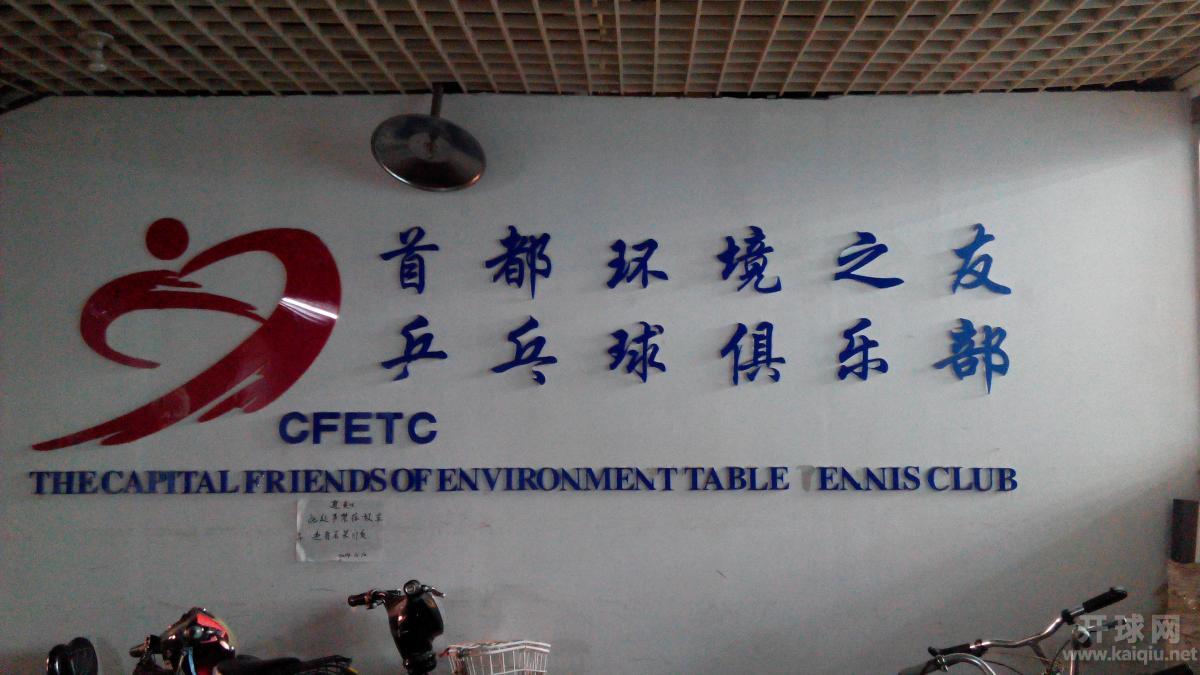 首都环境之友
乒乓球俱乐部
CFETC
THE CAPITAL FRIENDS OF ENVIRONMENT TABLE ENNIS CLUB
开球网
www.kaiqiu.net